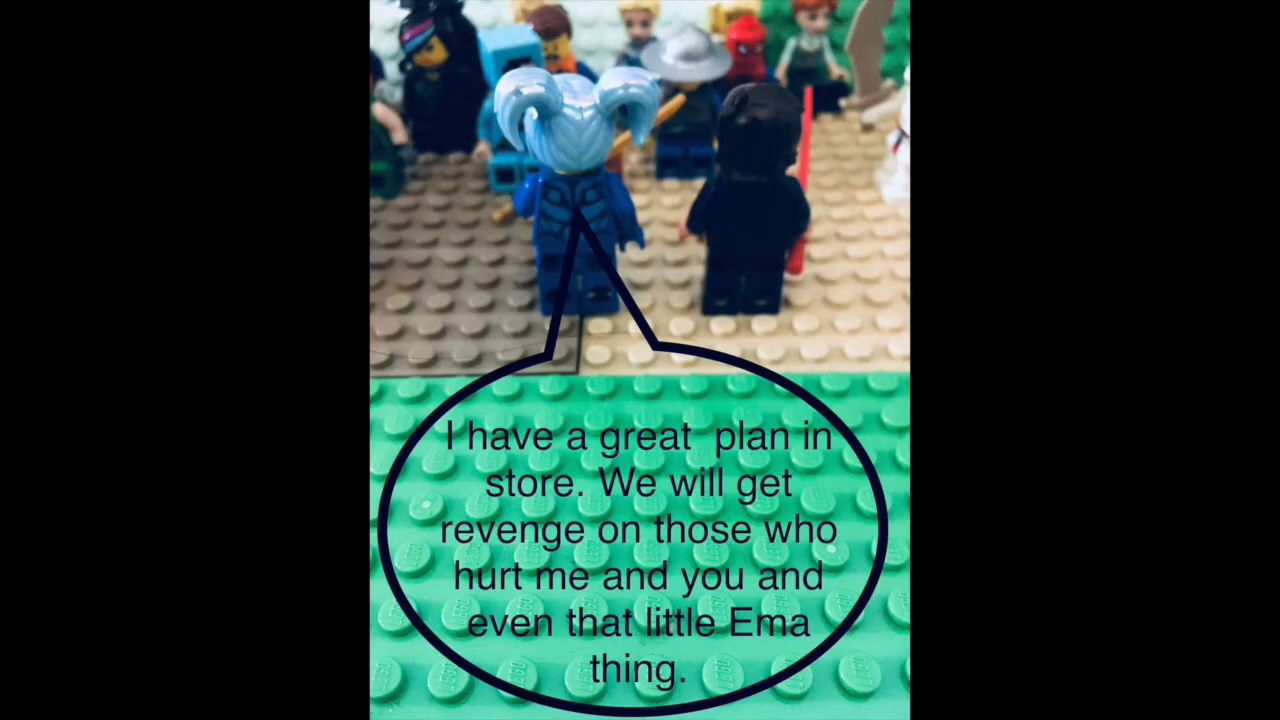 I have a great  plan in
store. We will get
revenge on those who
hurt me and you and
even that little Ema
thing.